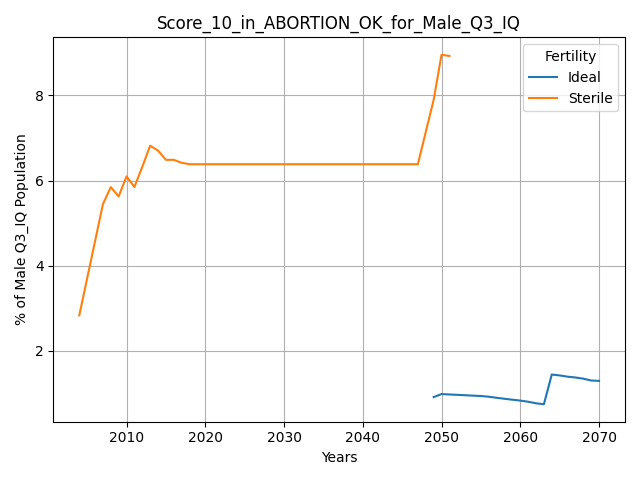 Score_10_in_ABORTION_OK_for_Male_Q3_IQ
% of Male Q3_IQ Population
8
6
4
2
Fertility
Ideal
Sterile
2010 2020 2030 2040 2050 2060 2070
Years